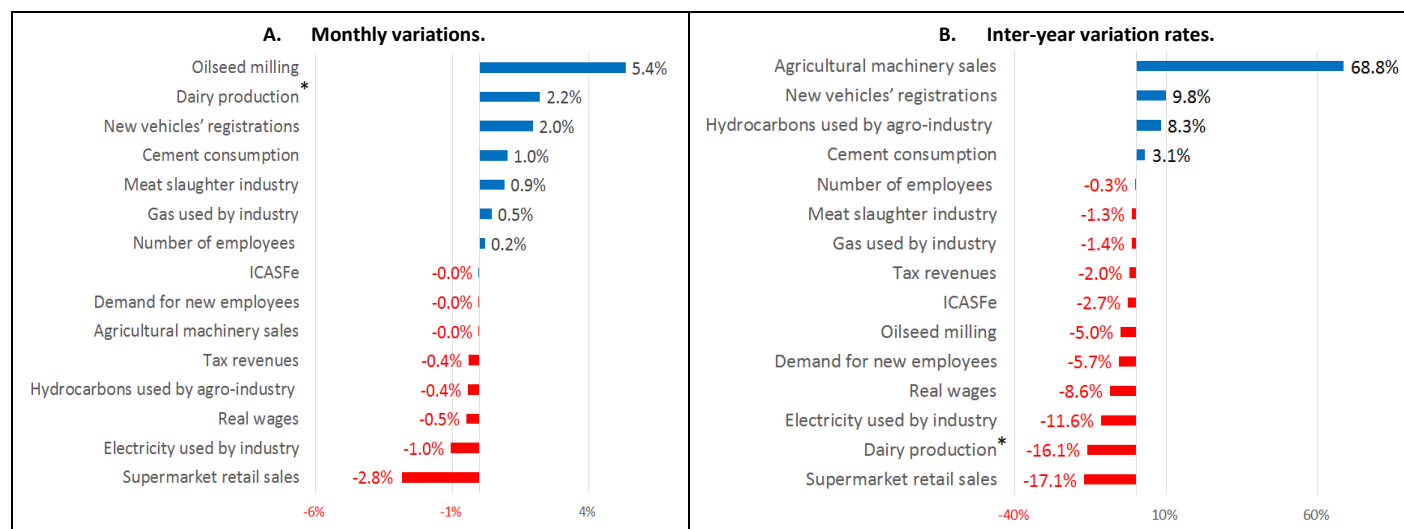 A. Monthly variations.
Oilseed milling 5.4%
Dairy production* 2.2%
New vehicles' registrations 2.0%
Cement consumption 1.0%
Meat slaughter industry 0.9%
Gas used by industry 0.5%
Number of employees 0.2%
ICASFe -0.0%
Demand for new employees -0.0%
Agricultural machinery sales -0.0%
Tax revenues -0.4%
Hydrocarbons used by agro-industry -0.4%
Real wages -0.5%
Electricity used by industry -1.0%
Supermarket retail sales -2.8%
-6% -1% 4%
B. Inter-year variation rates.
Agricultural machinery sales 68.8%
New vehicles' registrations 9.8%
Hydrocarbons used by agro-industry 8.3%
Cement consumption 3.1%
Number of employees -0.3%
Meat slaughter industry -1.3%
Gas used by industry -1.4%
Tax revenues -2.0%
ICASFe -2.7%
Oilseed milling -5.0%
Demand for new employees -5.7%
Real wages -8.6%
Electricity used by industry -11.6%
Dairy production* -16.1%
Supermarket retail sales -17.1%
-40% 10% 60%